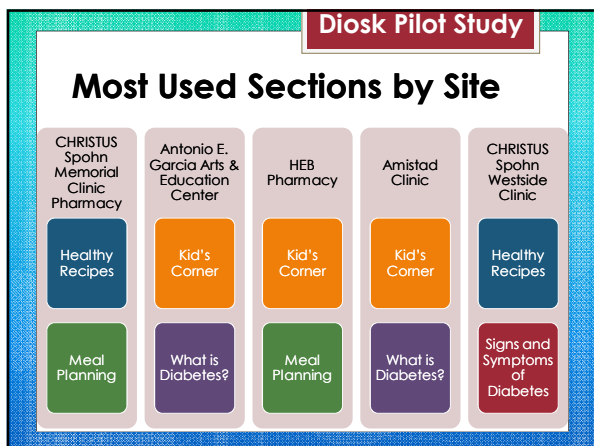 Diosk Pilot Study
Most Used Sections by Site
CHRISTUS
Spohn
Memorial
Clinic
Pharmacy
Healthy
Recipes
Meal
Planning
Antonio E.
Garcia Arts &
Education
Center
Kid's
Corner
What is
Diabetes?
HEB
Pharmacy
Kid's
Corner
Meal
Planning
Amistad
Clinic
Kid's
Corner
What is
Diabetes?
CHRISTUS
Spohn
Westside
Clinic
Healthy
Recipes
Signs and
Symptoms
of
Diabetes